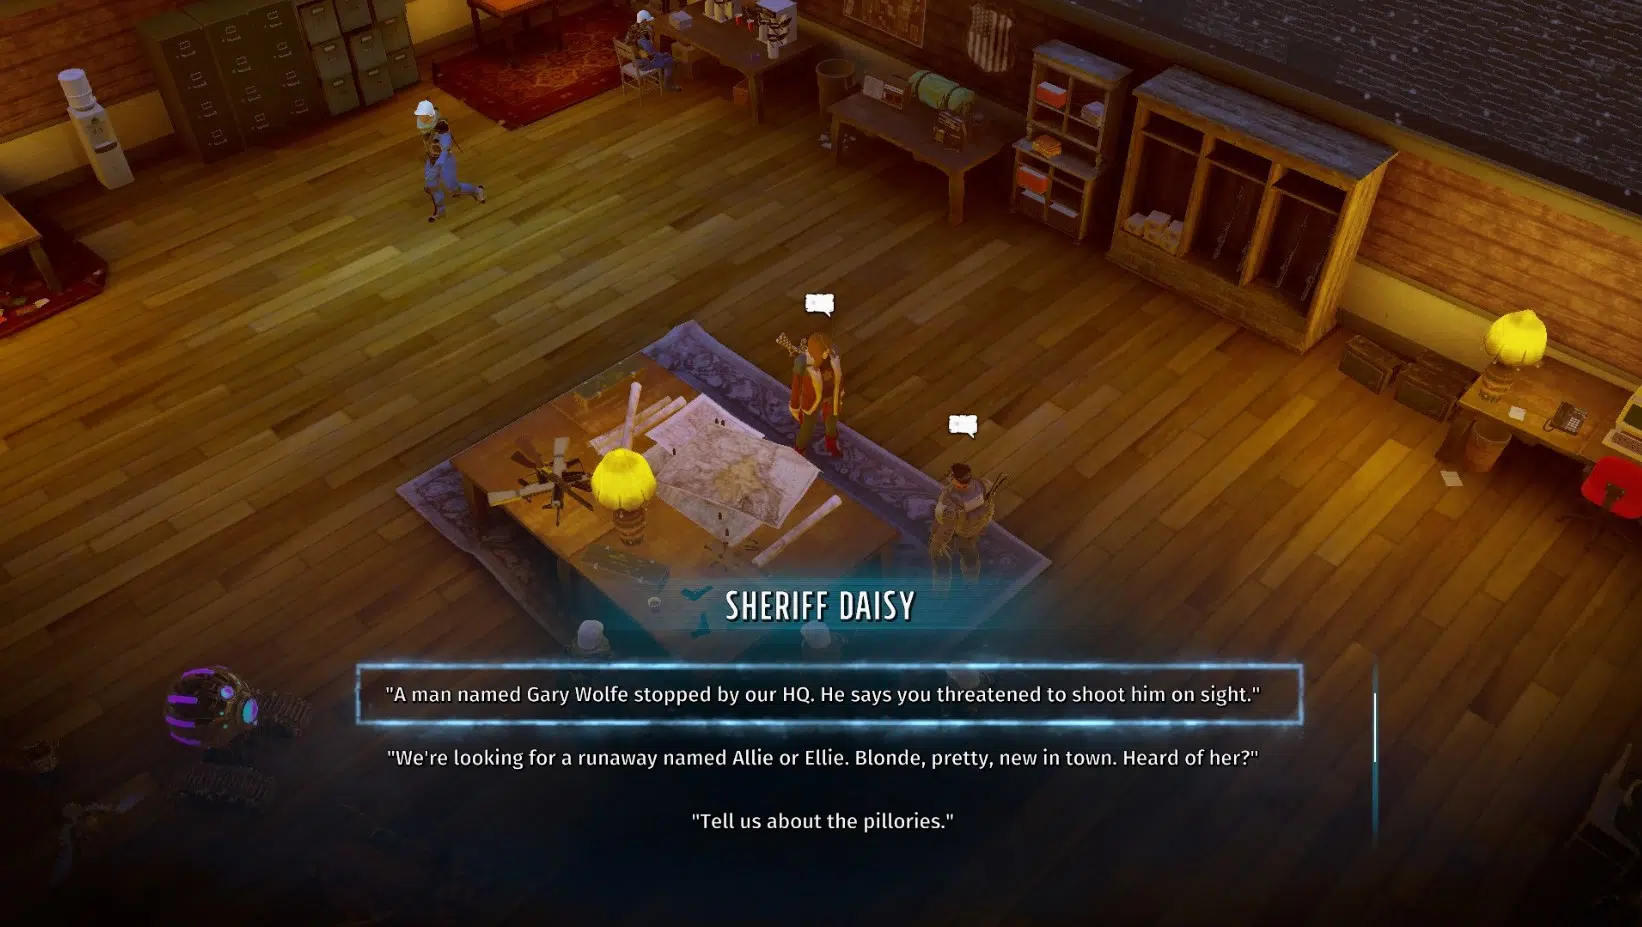 SHERIFF DAISY
"A man named Gary Wolfe stopped by our HQ. He says you threatened to shoot him on sight."
"We're looking for a runaway named Allie or Ellie. Blonde, pretty, new in town. Heard of her?"
"Tell us about the pillories."